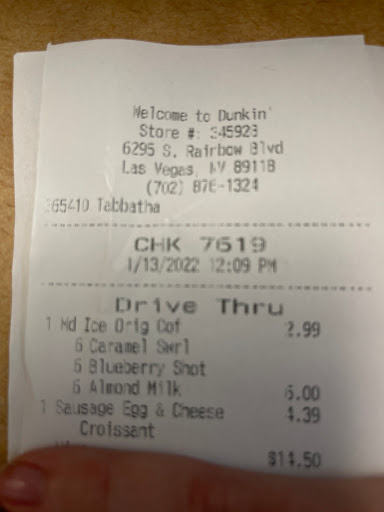 Welcome to Dunkin'
Store #: 345923
6295 S. Rainbow Blvd
Las Vegas, NV 89118
(702) 876-1324
365410 Tabbatha
CHK 7619
1/13/2022 12:09 PM
Drive Thru
1 Md Ice Orig Cof 2.99
6 Caramel Swrl
6 Blueberry Shot
6 Almond Milk 6.00
1 Sausage Egg & Cheese 4.39
Croissant
$14.50